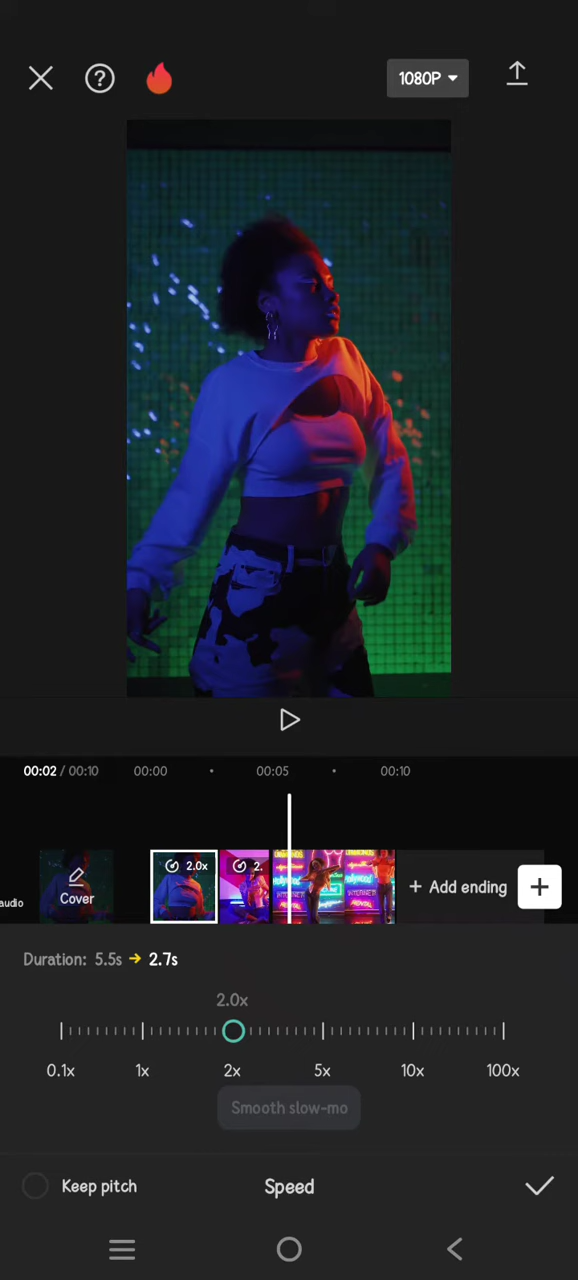 ?
1080P
00:02 / 00:10 00:00 00:05 00:10
2.0x
2.
audio
Cover
+ Add ending
+
Duration: 5.5s → 2.7s
2.0x
0.1x 1x 2x 5x 10x 100x
Smooth slow-mo
Keep pitch
Speed